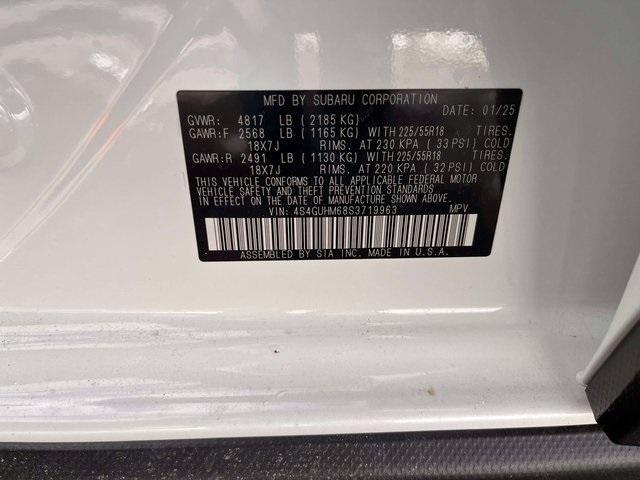 MFD BY SUBARU CORPORATION
DATE: 01/25
GVWR: 4817 LB (2185 KG)
GAWR:F 2568 LB (1165 KG) WITH 225/55R18 TIRES.
18X7J RIMS. AT 230 KPA (33 PSI) COLD
GAWR:R 2491 LB (1130 KG) WITH 225/55R18 TIRES.
18X7J RIMS. AT 220 KPA (32 PSI) COLD
THIS VEHICLE CONFORMS TO ALL APPLICABLE FEDERAL MOTOR
VEHICLE SAFETY, BUMPER, AND THEFT PREVENTION STANDARDS
IN EFFECT ON THE DATE OF MANUFACTURE SHOWN ABOVE.
VIN: 4S4GUHM68S3719963 MPV
ASSEMBLED BY SIA INC. MADE IN U.S.A.